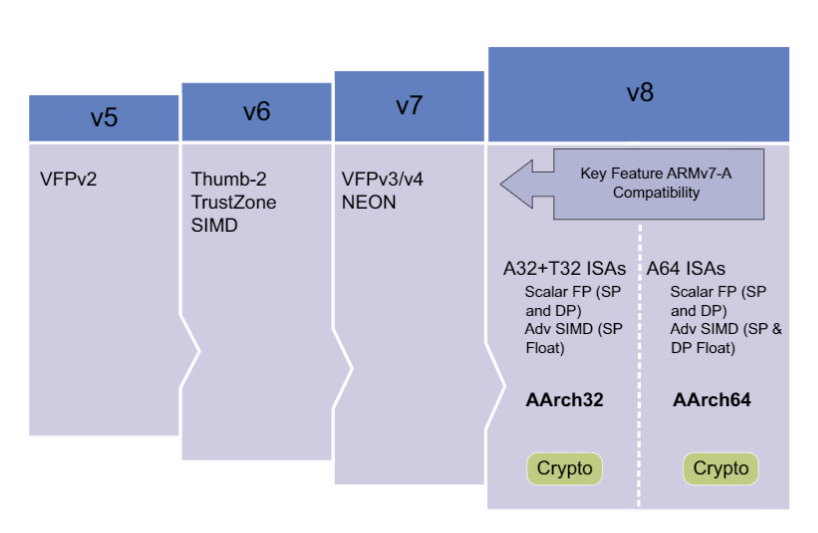 v5
v6
v7
v8
VFPv2
Thumb-2
TrustZone
SIMD
VFPv3/v4
NEON
Key Feature ARMv7-A
Compatibility
A32+T32 ISAs
Scalar FP (SP
and DP)
Adv SIMD (SP
Float)
AArch32
Crypto
A64 ISAs
Scalar FP (SP
and DP)
Adv SIMD (SP &
DP Float)
AArch64
Crypto